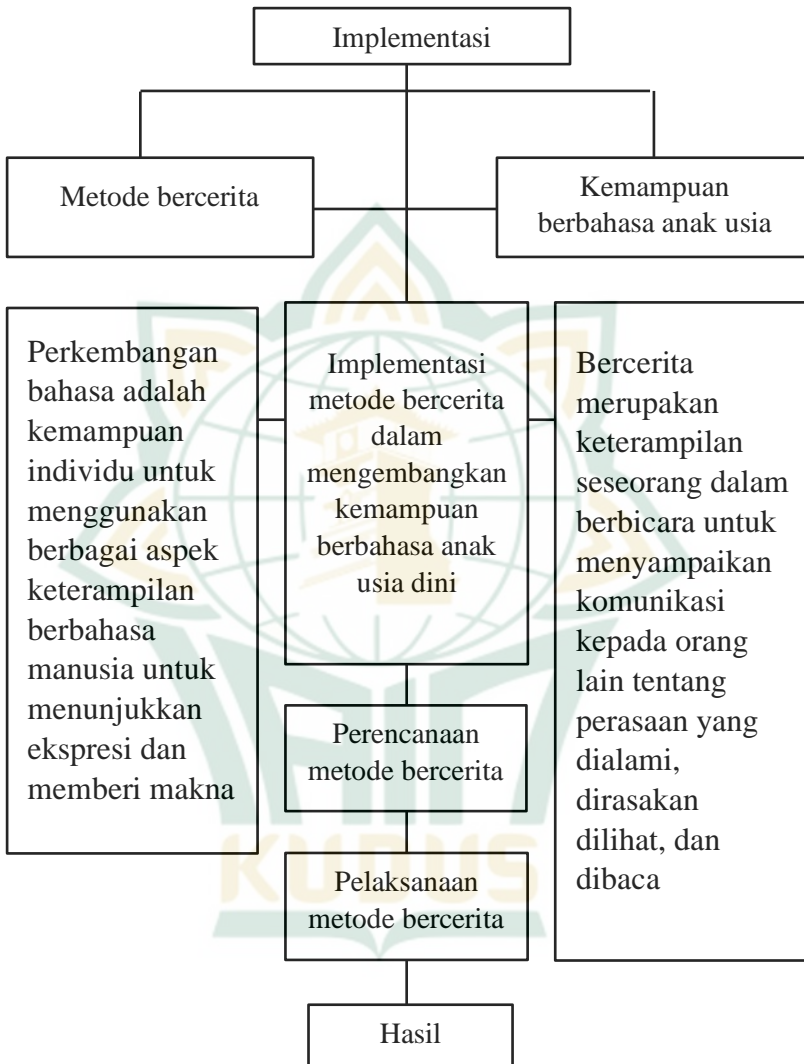 Implementasi
Metode bercerita
Kemampuan
berbahasa anak usia
Perkembangan
bahasa adalah
kemampuan
individu untuk
menggunakan
berbagai aspek
keterampilan
berbahasa
manusia untuk
menunjukkan
ekspresi dan
memberi makna
Implementasi
metode bercerita
dalam
mengembangkan
kemampuan
berbahasa anak
usia dini
Bercerita
merupakan
keterampilan
seseorang dalam
berbicara untuk
menyampaikan
komunikasi
kepada orang
lain tentang
perasaan yang
dialami,
dirasakan
dilihat, dan
dibaca
Perencanaan
metode bercerita
Pelaksanaan
metode bercerita
Hasil
IAIN
KUDUS